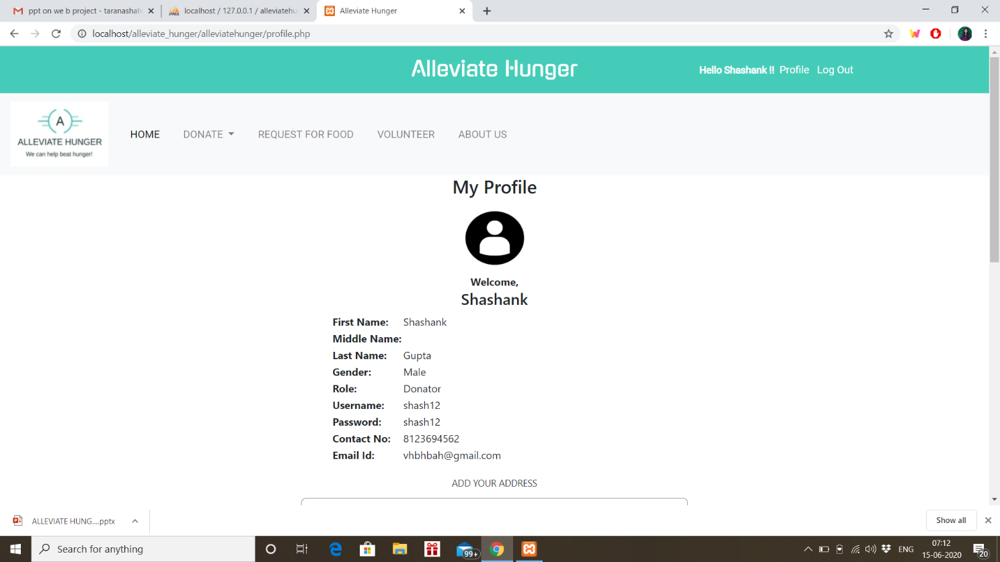 ppt on we b project - taranashah
localhost / 127.0.0.1 / alleviatehu
Alleviate Hunger
localhost/alleviate_hunger/alleviatehunger/profile.php
Alleviate Hunger
Hello Shashank !! Profile Log Out
A
ALLEVIATE HUNGER
We can help beat hunger!
HOME DONATE REQUEST FOR FOOD VOLUNTEER ABOUT US
My Profile
Welcome,
Shashank
First Name: Shashank
Middle Name:
Last Name: Gupta
Gender: Male
Role: Donator
Username: shash12
Password: shash12
Contact No: 8123694562
Email Id: vhbhbah@gmail.com
ADD YOUR ADDRESS
ALLEVIATE HUNG....pptx
Show all
Search for anything
99+
ENG
07:12
15-06-2020
20